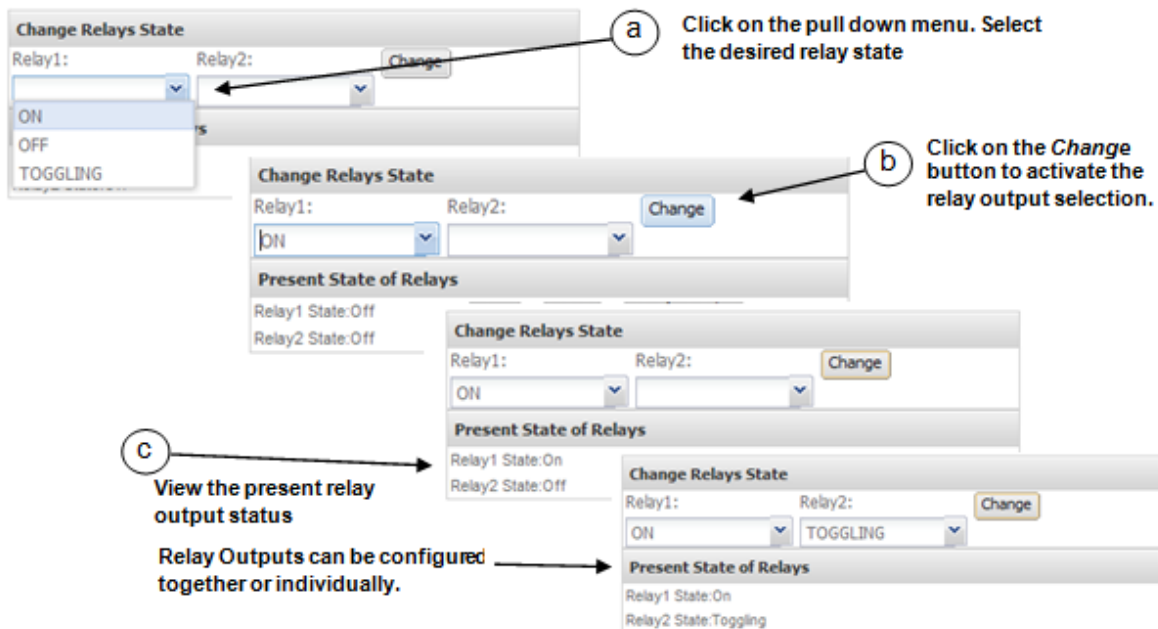 Change Relays State
Relay1:
Relay2:
Change
ON
OFF
TOGGLING
a
Click on the pull down menu. Select
the desired relay state
Change Relays State
Relay1:
Relay2:
Change
ON
Present State of Relays
Relay1 State:Off
Relay2 State:Off
b
Click on the Change
button to activate the
relay output selection.
Change Relays State
Relay1:
Relay2:
Change
ON
Present State of Relays
Relay1 State:On
Relay2 State:Off
c
View the present relay
output status
Change Relays State
Relay1:
Relay2:
Change
ON
TOGGLING
Present State of Relays
Relay1 State:On
Relay2 State:Toggling
Relay Outputs can be configured
together or individually.